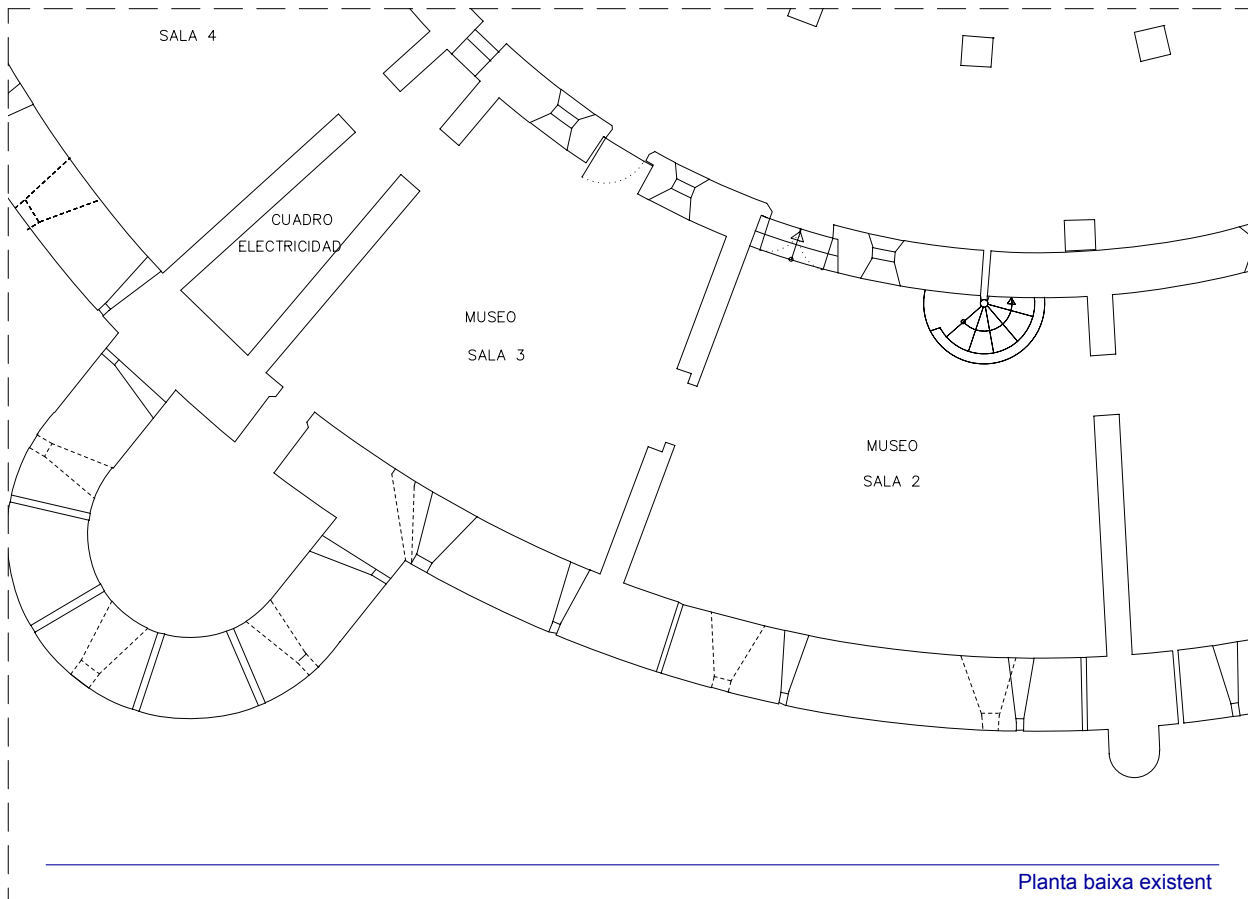 SALA 4
CUADRO
ELECTRICIDAD
MUSEO
SALA 3
MUSEO
SALA 2
Planta baixa existent